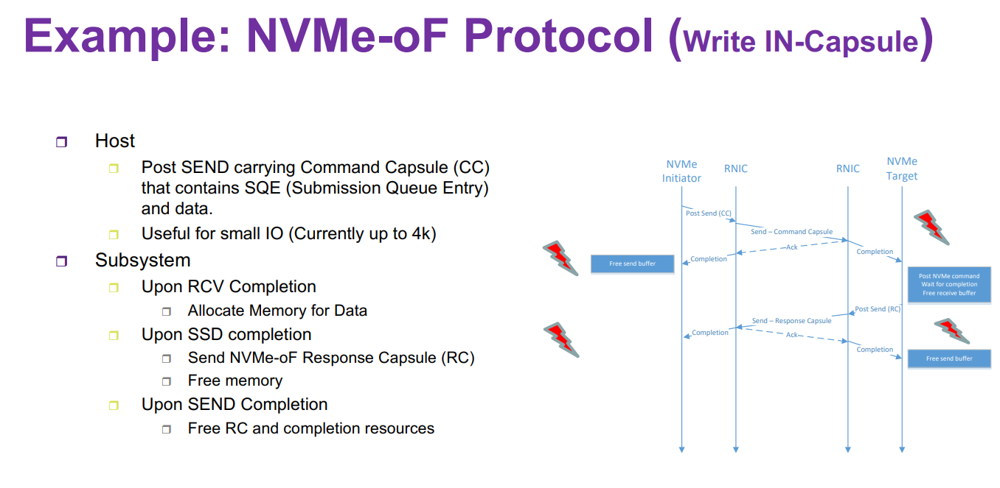 Example: NVMe-oF Protocol (Write IN-Capsule)
Host
Post SEND carrying Command Capsule (CC)
that contains SQE (Submission Queue Entry)
and data.
Useful for small IO (Currently up to 4k)
Subsystem
Upon RCV Completion
Allocate Memory for Data
Upon SSD completion
Send NVMe-oF Response Capsule (RC)
Free memory
Upon SEND Completion
Free RC and completion resources
NVMe
Initiator
RNIC
RNIC
NVMe
Target
Post Send (CC)
Send – Command Capsule
Ack
Completion
Completion
Free send buffer
Post NVMe command
Wait for completion
Free receive buffer
Post Send (RC)
Send – Response Capsule
Ack
Completion
Completion
Free send buffer